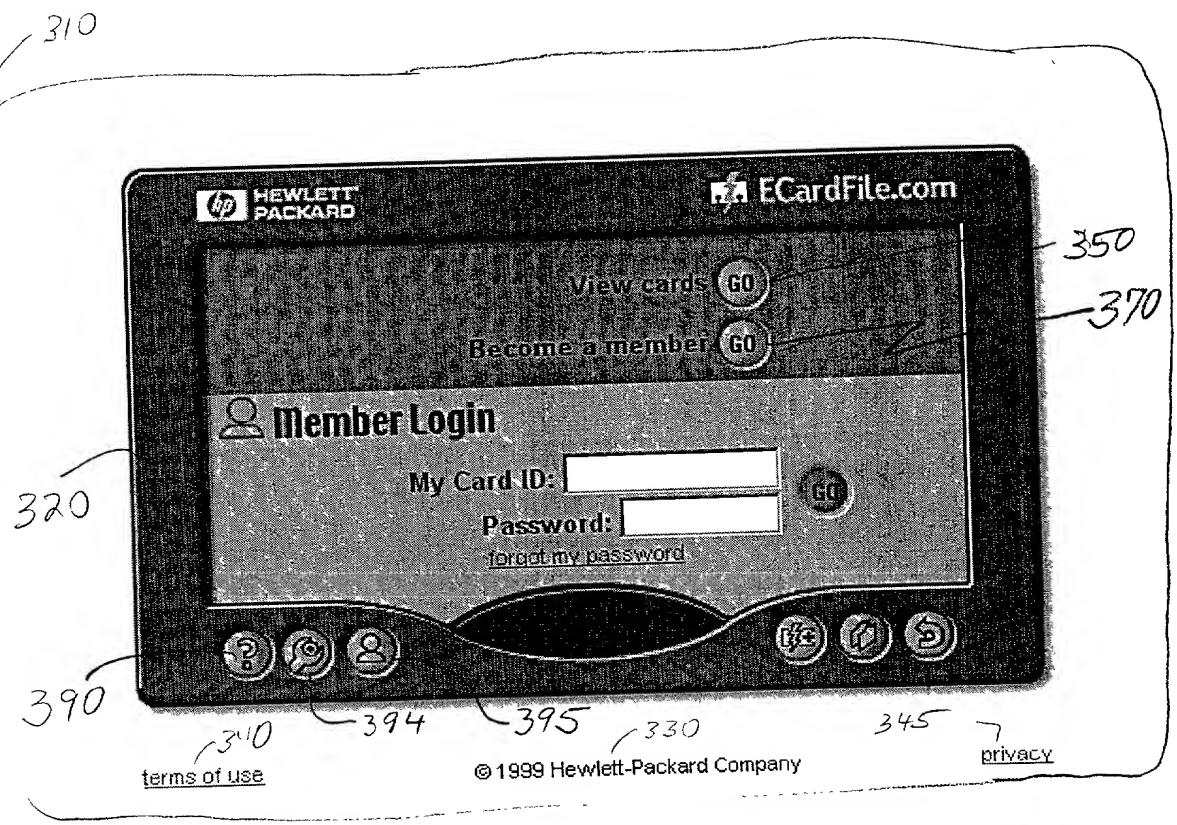 310
hp HEWLETT PACKARD ECardFile.com
View cards GO
350
Become a member GO
370
Member Login
My Card ID:
GO
Password:
forgot my password
320
?
390
394
395
340
330
345
terms of use
© 1999 Hewlett-Packard Company
privacy